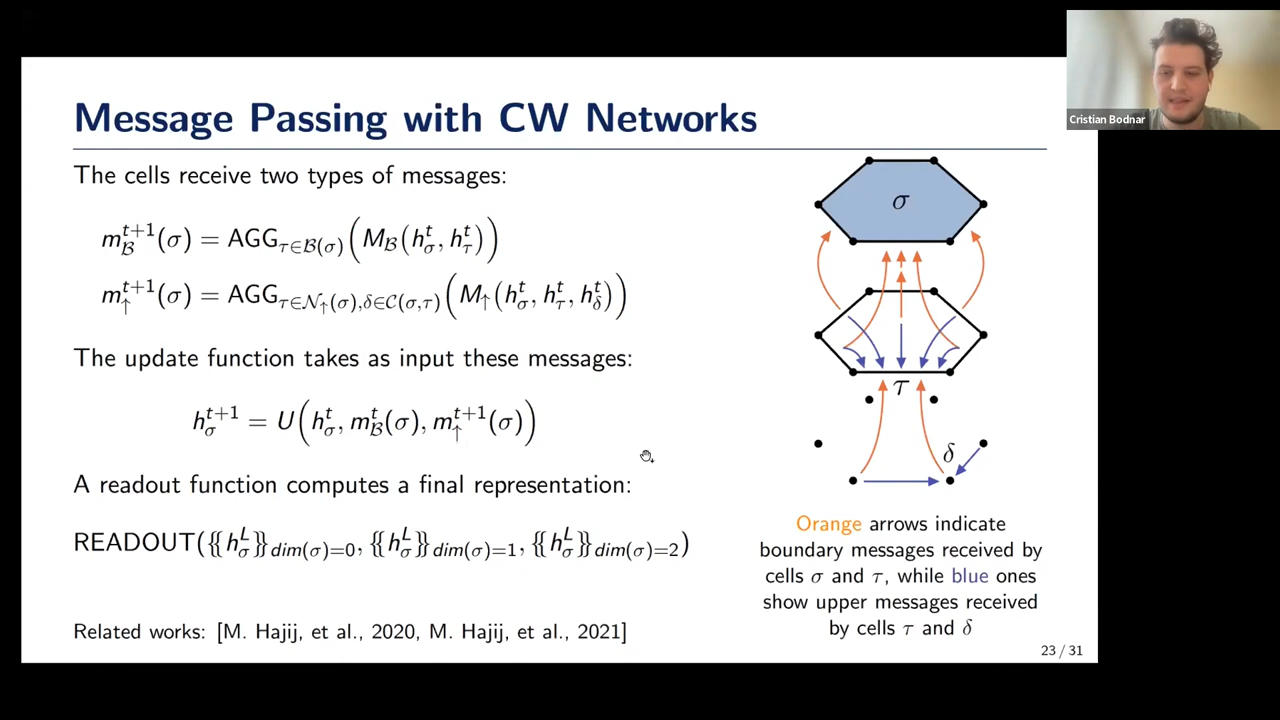 Message Passing with CW Networks
The cells receive two types of messages:
m_B^{t+1}(σ) = AGG_{τ∈B(σ)}(M_B(h_σ^t, h_τ^t))
m_↑^{t+1}(σ) = AGG_{τ∈N_↑(σ),δ∈C(σ,τ)}(M_↑(h_σ^t, h_τ^t, h_δ^t))
The update function takes as input these messages:
h_σ^{t+1} = U(h_σ^t, m_B^t(σ), m_↑^{t+1}(σ))
A readout function computes a final representation:
READOUT({{h_σ^L}}_{dim(σ)=0}, {{h_σ^L}}_{dim(σ)=1}, {{h_σ^L}}_{dim(σ)=2})
Related works: [M. Hajij, et al., 2020, M. Hajij, et al., 2021]
σ
τ
δ
Orange arrows indicate
boundary messages received by
cells σ and τ, while blue ones
show upper messages received
by cells τ and δ
23 / 31
Cristian Bodnar